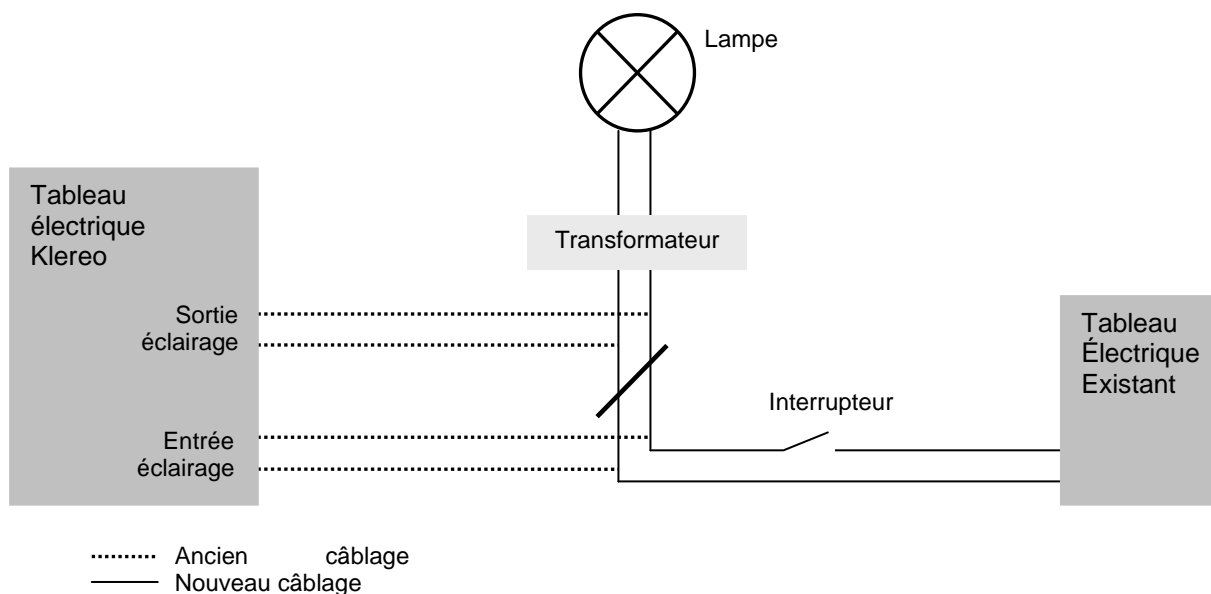 Lampe
Tableau
électrique
Klereo
Transformateur
Sortie
éclairage
Tableau
Électrique
Existant
Interrupteur
Entrée
éclairage
Ancien câblage
Nouveau câblage